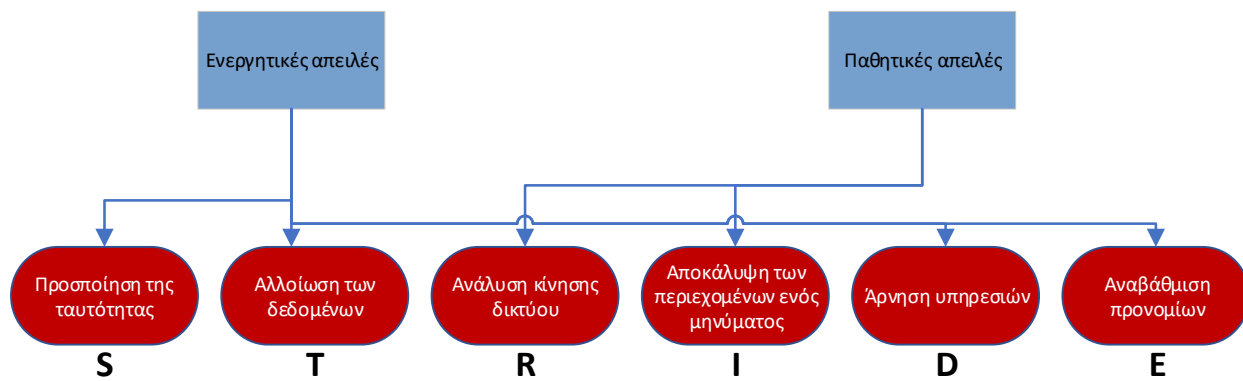 Ενεργητικές απειλές
Παθητικές απειλές
Προσποίηση της
ταυτότητας
Αλλοίωση των
δεδομένων
Ανάλυση κίνησης
δικτύου
Αποκάλυψη των
περιεχομένων ενός
μηνύματος
Άρνηση υπηρεσιών
Αναβάθμιση
προνομίων
S T R I D E